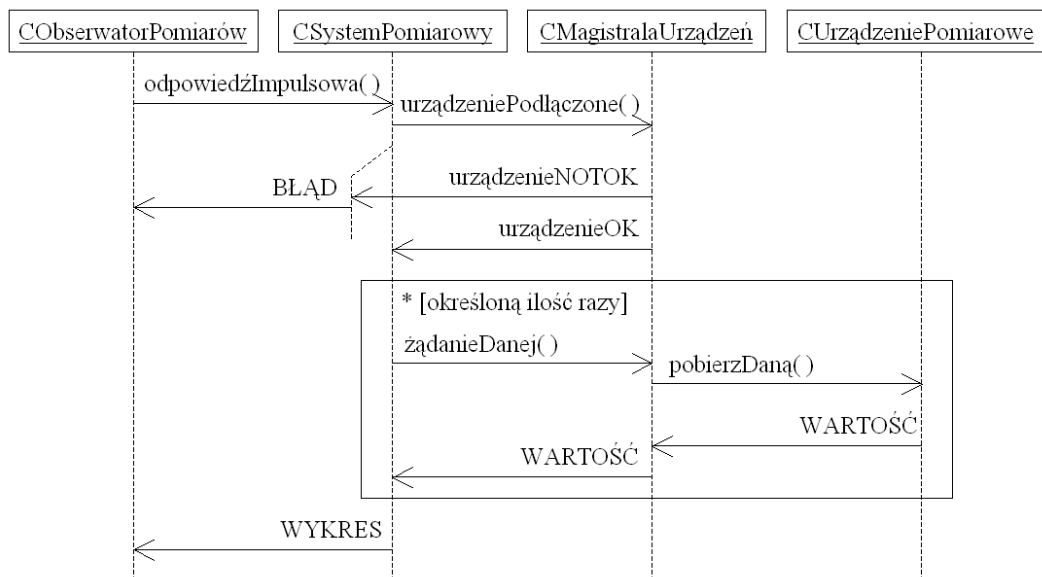 CObserwatorPomiarów
CSystemPomiarowy
CMagistralaUrządzeń
CUrządzeniePomiarowe
odpowiedźImpulsowa( )
urządzeniePodłączone( )
urządzenieNOTOK
BŁĄD
urządzenieOK
* [określoną ilość razy]
żądanieDanej( )
pobierzDaną( )
WARTOŚĆ
WARTOŚĆ
WYKRES